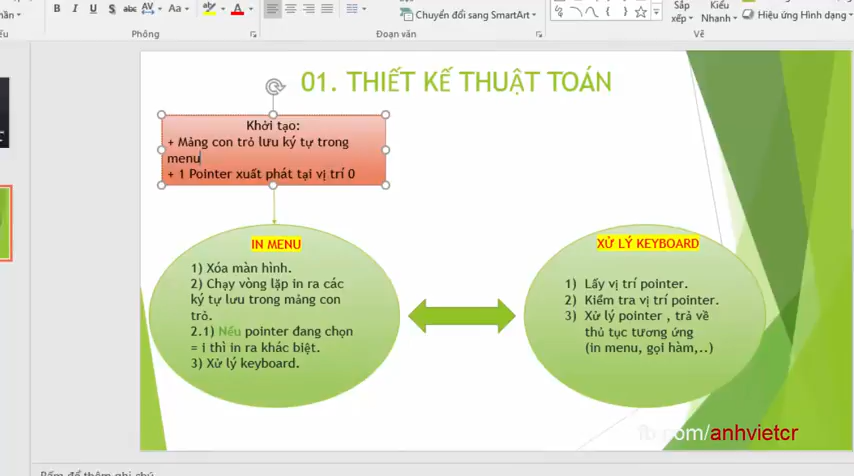 B I U S abc AV Aa A
Chuyển đổi sang SmartArt
Sắp xếp
Kiểu Nhanh
Hiệu ứng Hình dạng
Phông
Đoạn văn
Vẽ
01. THIẾT KẾ THUẬT TOÁN
Khởi tạo:
+ Mảng con trỏ lưu ký tự trong
menu
+ 1 Pointer xuất phát tại vị trí 0
IN MENU
1) Xóa màn hình.
2) Chạy vòng lặp in ra các
ký tự lưu trong mảng con
trỏ.
2.1) Nếu pointer đang chọn
= i thì in ra khác biệt.
3) Xử lý keyboard.
XỬ LÝ KEYBOARD
1) Lấy vị trí pointer.
2) Kiểm tra vị trí pointer.
3) Xử lý pointer , trả về
thủ tục tương ứng
(in menu, gọi hàm,..)
fb.com/anhvietcr
Bấm để thêm ghi chú